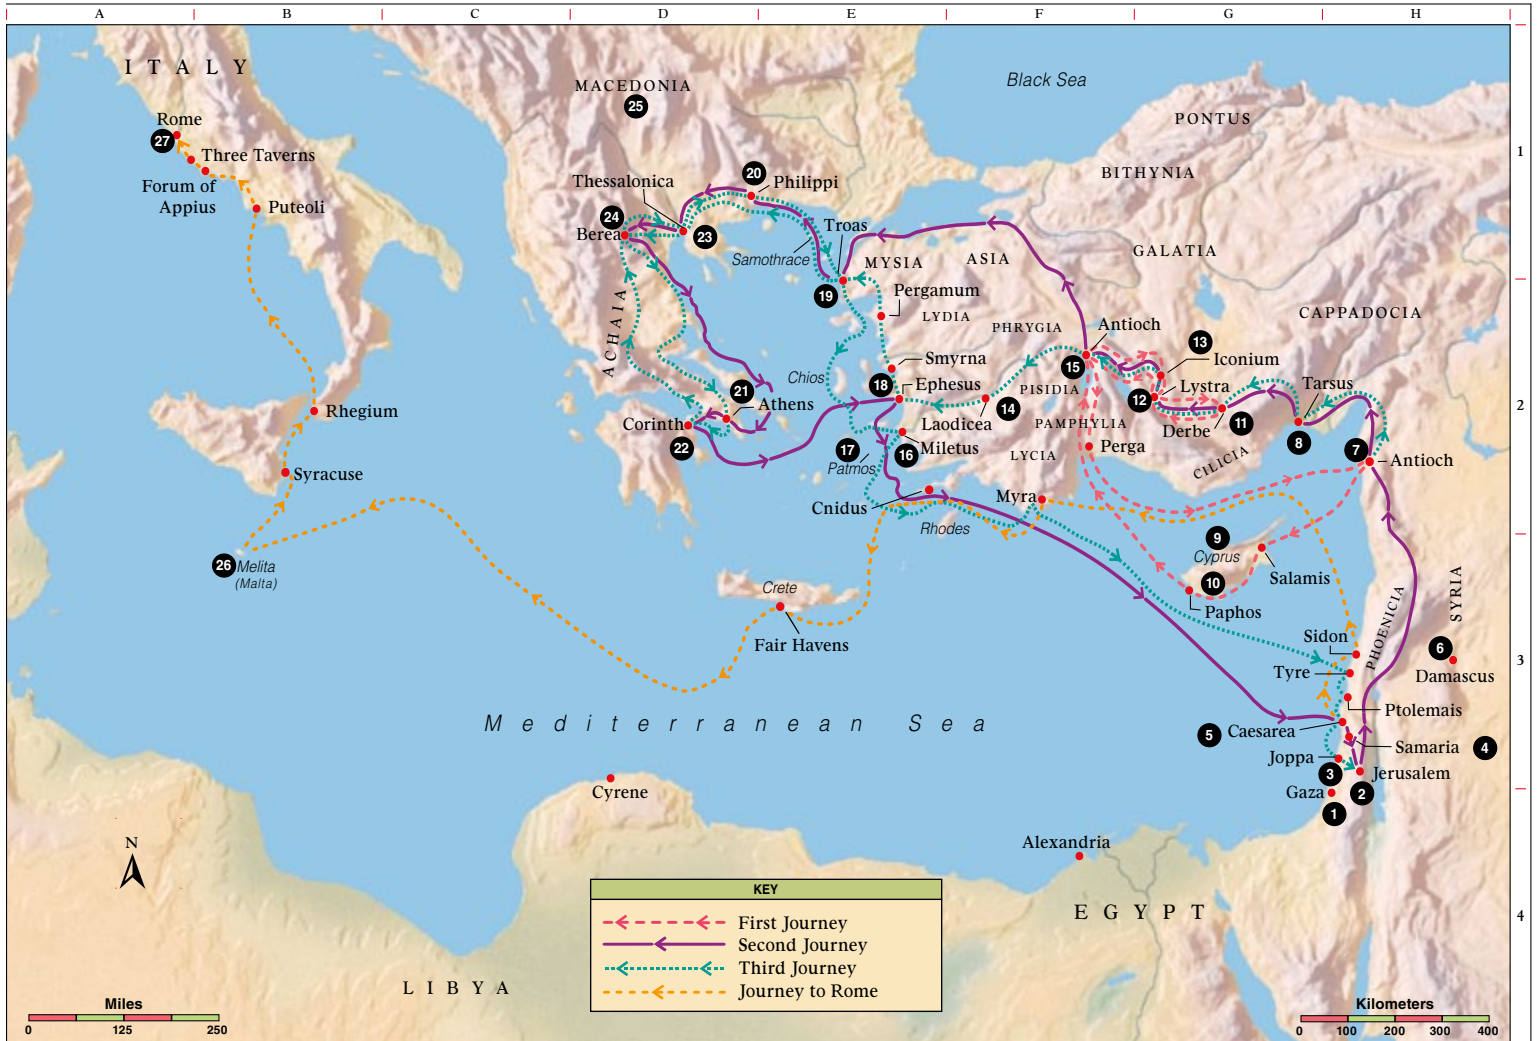 A B C D E F G H
ITALY
Black Sea
MACEDONIA
25
PONTUS
Rome
27
1
Three Taverns
BITHYNIA
Forum of
Appius
Puteoli
20
Thessalonica
Philippi
24
Berea
23
Troas
Samothrace
MYSIA
ASIA
GALATIA
19
Pergamum
LYDIA
PHRYGIA
CAPPADOCIA
ACHAIA
Antioch
15
13
Iconium
Smyrna
Chios
18
Ephesus
PISIDIA
Lystra
12
Tarsus
21
Athens
Rhegium
Corinth
22
Laodicea
14
PAMPHYLIA
Derbe
11
8
2
Miletus
16
17
Patmos
LYCIA
Perga
CILICIA
7
Antioch
Syracuse
Cnidus
Myra
Rhodes
9
Cyprus
10
Salamis
Paphos
26
Melita
(Malta)
Crete
Fair Havens
PHOENICIA
SYRIA
Sidon
6
Damascus
Tyre
3
Ptolemais
Mediterranean Sea
5
Caesarea
Samaria
4
Joppa
3
Jerusalem
Gaza
2
1
Cyrene
Alexandria
N
EGYPT
4
LIBYA
KEY
First Journey
Second Journey
Third Journey
Journey to Rome
Miles
0 125 250
Kilometers
0 100 200 300 400